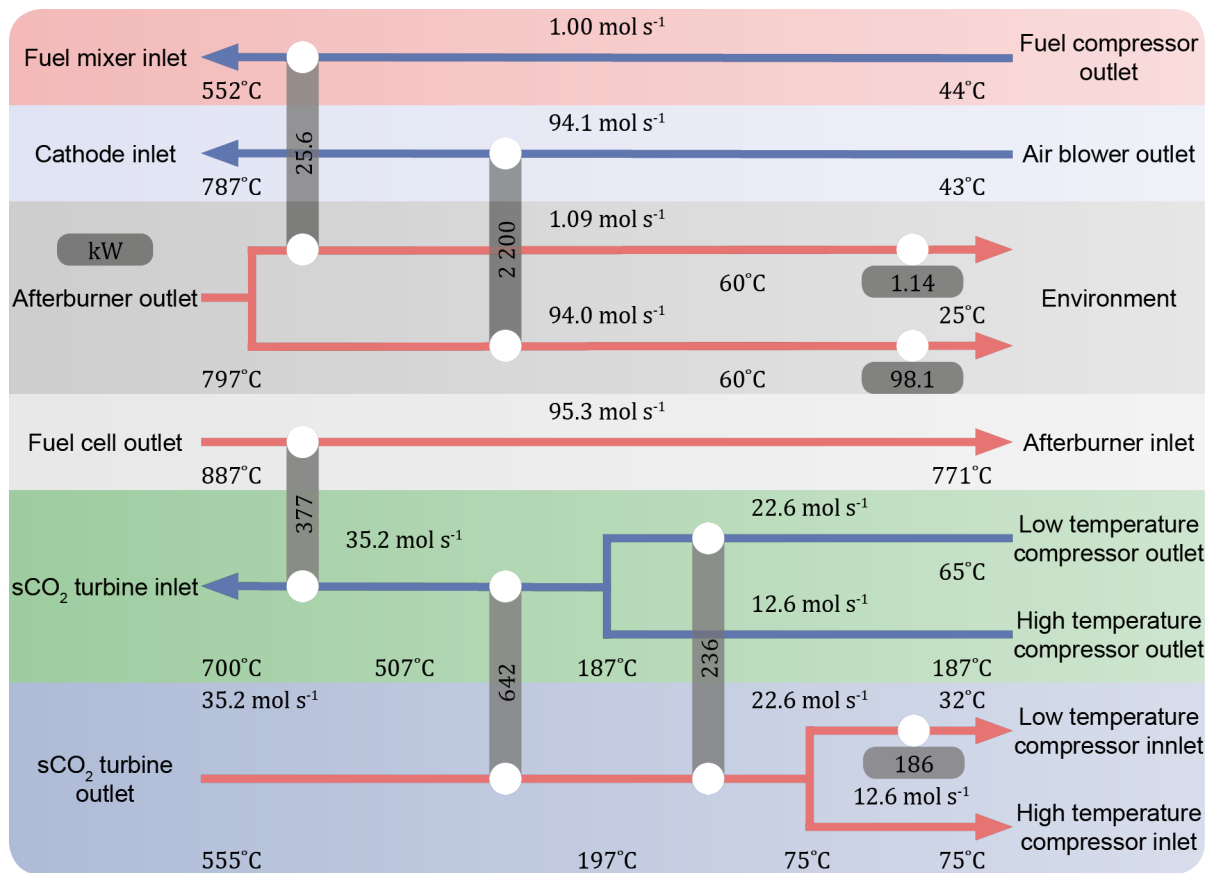 1.00 mol s⁻¹
Fuel mixer inlet
Fuel compressor
outlet
552°C
44°C
25.6
94.1 mol s⁻¹
Cathode inlet
Air blower outlet
787°C
43°C
2 200
1.09 mol s⁻¹
kW
60°C
1.14
Afterburner outlet
Environment
94.0 mol s⁻¹
25°C
797°C
60°C
98.1
95.3 mol s⁻¹
Fuel cell outlet
Afterburner inlet
887°C
771°C
377
22.6 mol s⁻¹
35.2 mol s⁻¹
Low temperature
compressor outlet
65°C
sCO₂ turbine inlet
12.6 mol s⁻¹
High temperature
compressor outlet
236
700°C
507°C
187°C
187°C
642
35.2 mol s⁻¹
22.6 mol s⁻¹
32°C
Low temperature
compressor innlet
186
sCO₂ turbine
outlet
12.6 mol s⁻¹
High temperature
compressor inlet
555°C
197°C
75°C
75°C